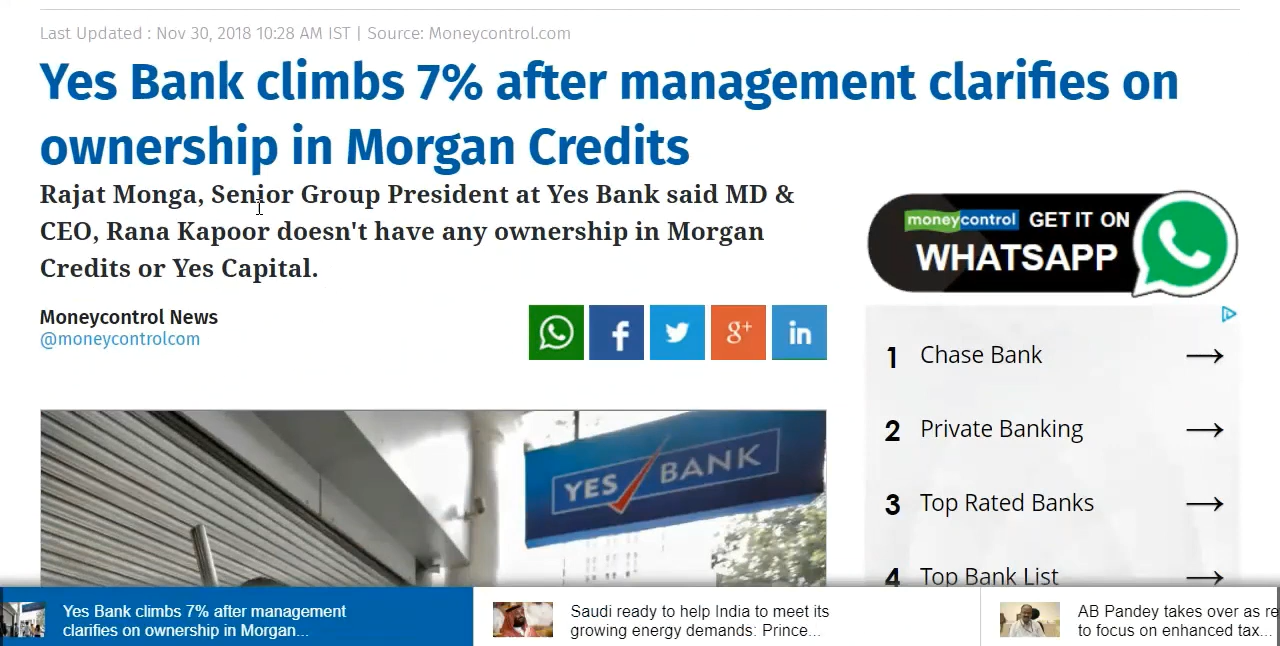 Last Updated : Nov 30, 2018 10:28 AM IST | Source: Moneycontrol.com
Yes Bank climbs 7% after management clarifies on
ownership in Morgan Credits
Rajat Monga, Senior Group President at Yes Bank said MD &
CEO, Rana Kapoor doesn't have any ownership in Morgan
Credits or Yes Capital.
Moneycontrol News
@moneycontrolcom
g+
in
YES BANK
moneycontrol GET IT ON
WHATSAPP
1 Chase Bank
2 Private Banking
3 Top Rated Banks
4 Top Bank List
Yes Bank climbs 7% after management
clarifies on ownership in Morgan...
Saudi ready to help India to meet its
growing energy demands: Prince...
AB Pandey takes over as re
to focus on enhanced tax...